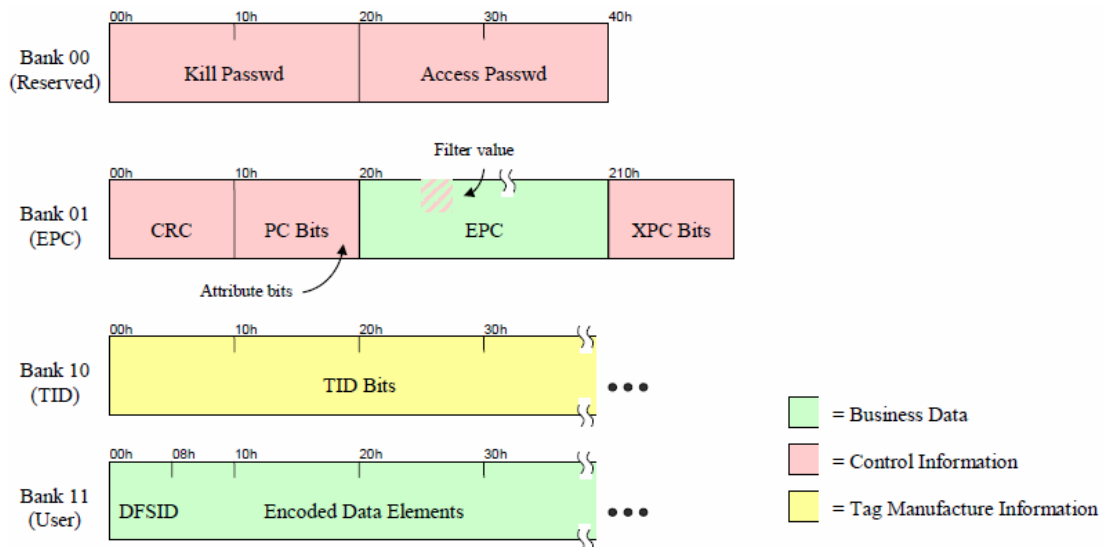 00h 10h 20h 30h 40h
Bank 00
(Reserved)
Kill Passwd
Access Passwd
Filter value
00h 10h 20h 210h
Bank 01
(EPC)
CRC
PC Bits
EPC
XPC Bits
Attribute bits
00h 10h 20h 30h
Bank 10
(TID)
TID Bits
00h 08h 10h 20h 30h
Bank 11
(User)
DFSID
Encoded Data Elements
= Business Data
= Control Information
= Tag Manufacture Information